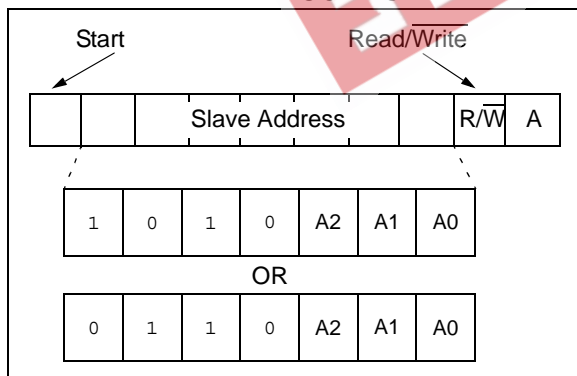 Start Read/Write
Slave Address R/W A
1 0 1 0 A2 A1 A0
OR
0 1 1 0 A2 A1 A0